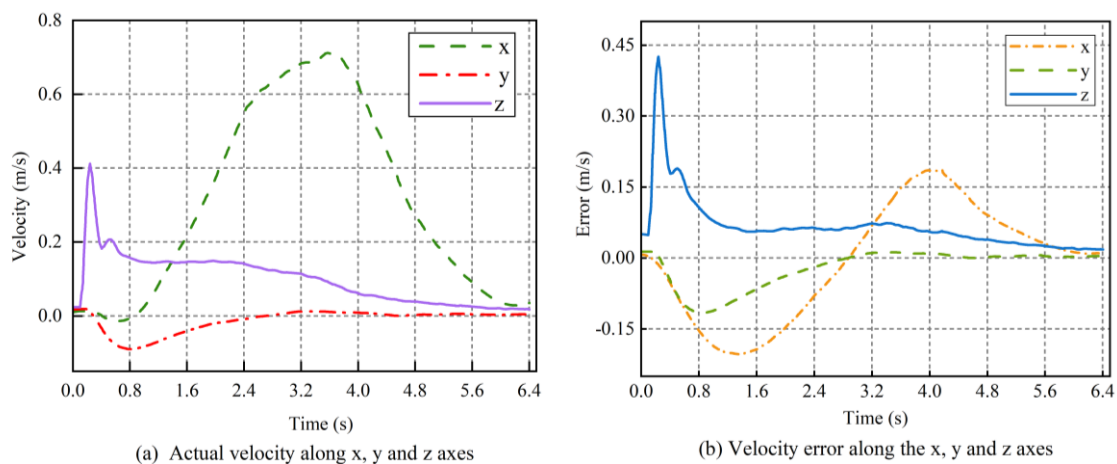 0.8
0.6
0.4
0.2
0.0
Velocity (m/s)
x
y
z
0.0 0.8 1.6 2.4 3.2 4.0 4.8 5.6 6.4
Time (s)
(a) Actual velocity along x, y and z axes
0.45
0.30
0.15
0.00
-0.15
Error (m/s)
x
y
z
0.0 0.8 1.6 2.4 3.2 4.0 4.8 5.6 6.4
Time (s)
(b) Velocity error along the x, y and z axes